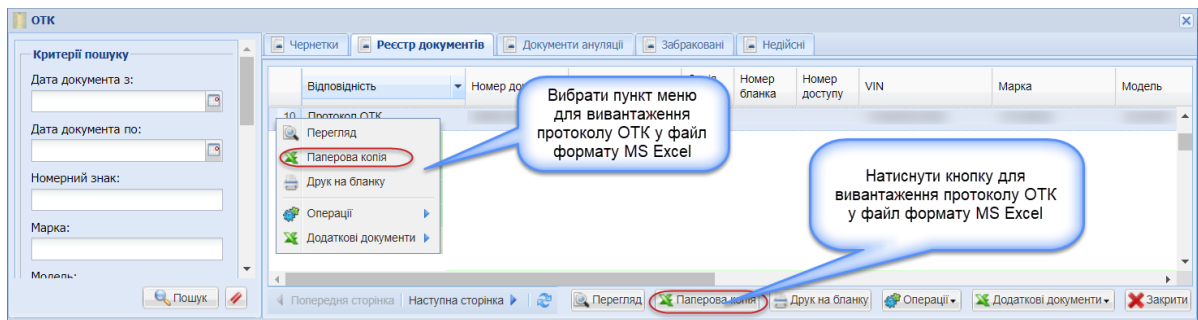 ОТК
Критерії пошуку
Дата документа з:
Дата документа по:
Номерний знак:
Марка:
Модель:
Пошук
Чернетки Реєстр документів Документи ануляції Забраковані Недійсні
Відповідність Номер Номер бланка Номер доступу VIN Марка Модель
10 Протокол ОТК
Перегляд
Паперова копія
Друк на бланку
Операції
Додаткові документи
Вибрати пункт меню
для вивантаження
протоколу ОТК у файл
формату MS Excel
Натиснути кнопку для
вивантаження протоколу ОТК
у файл формату MS Excel
Попередня сторінка Наступна сторінка Перегляд Паперова копія Друк на бланку Операції Додаткові документи Закрити